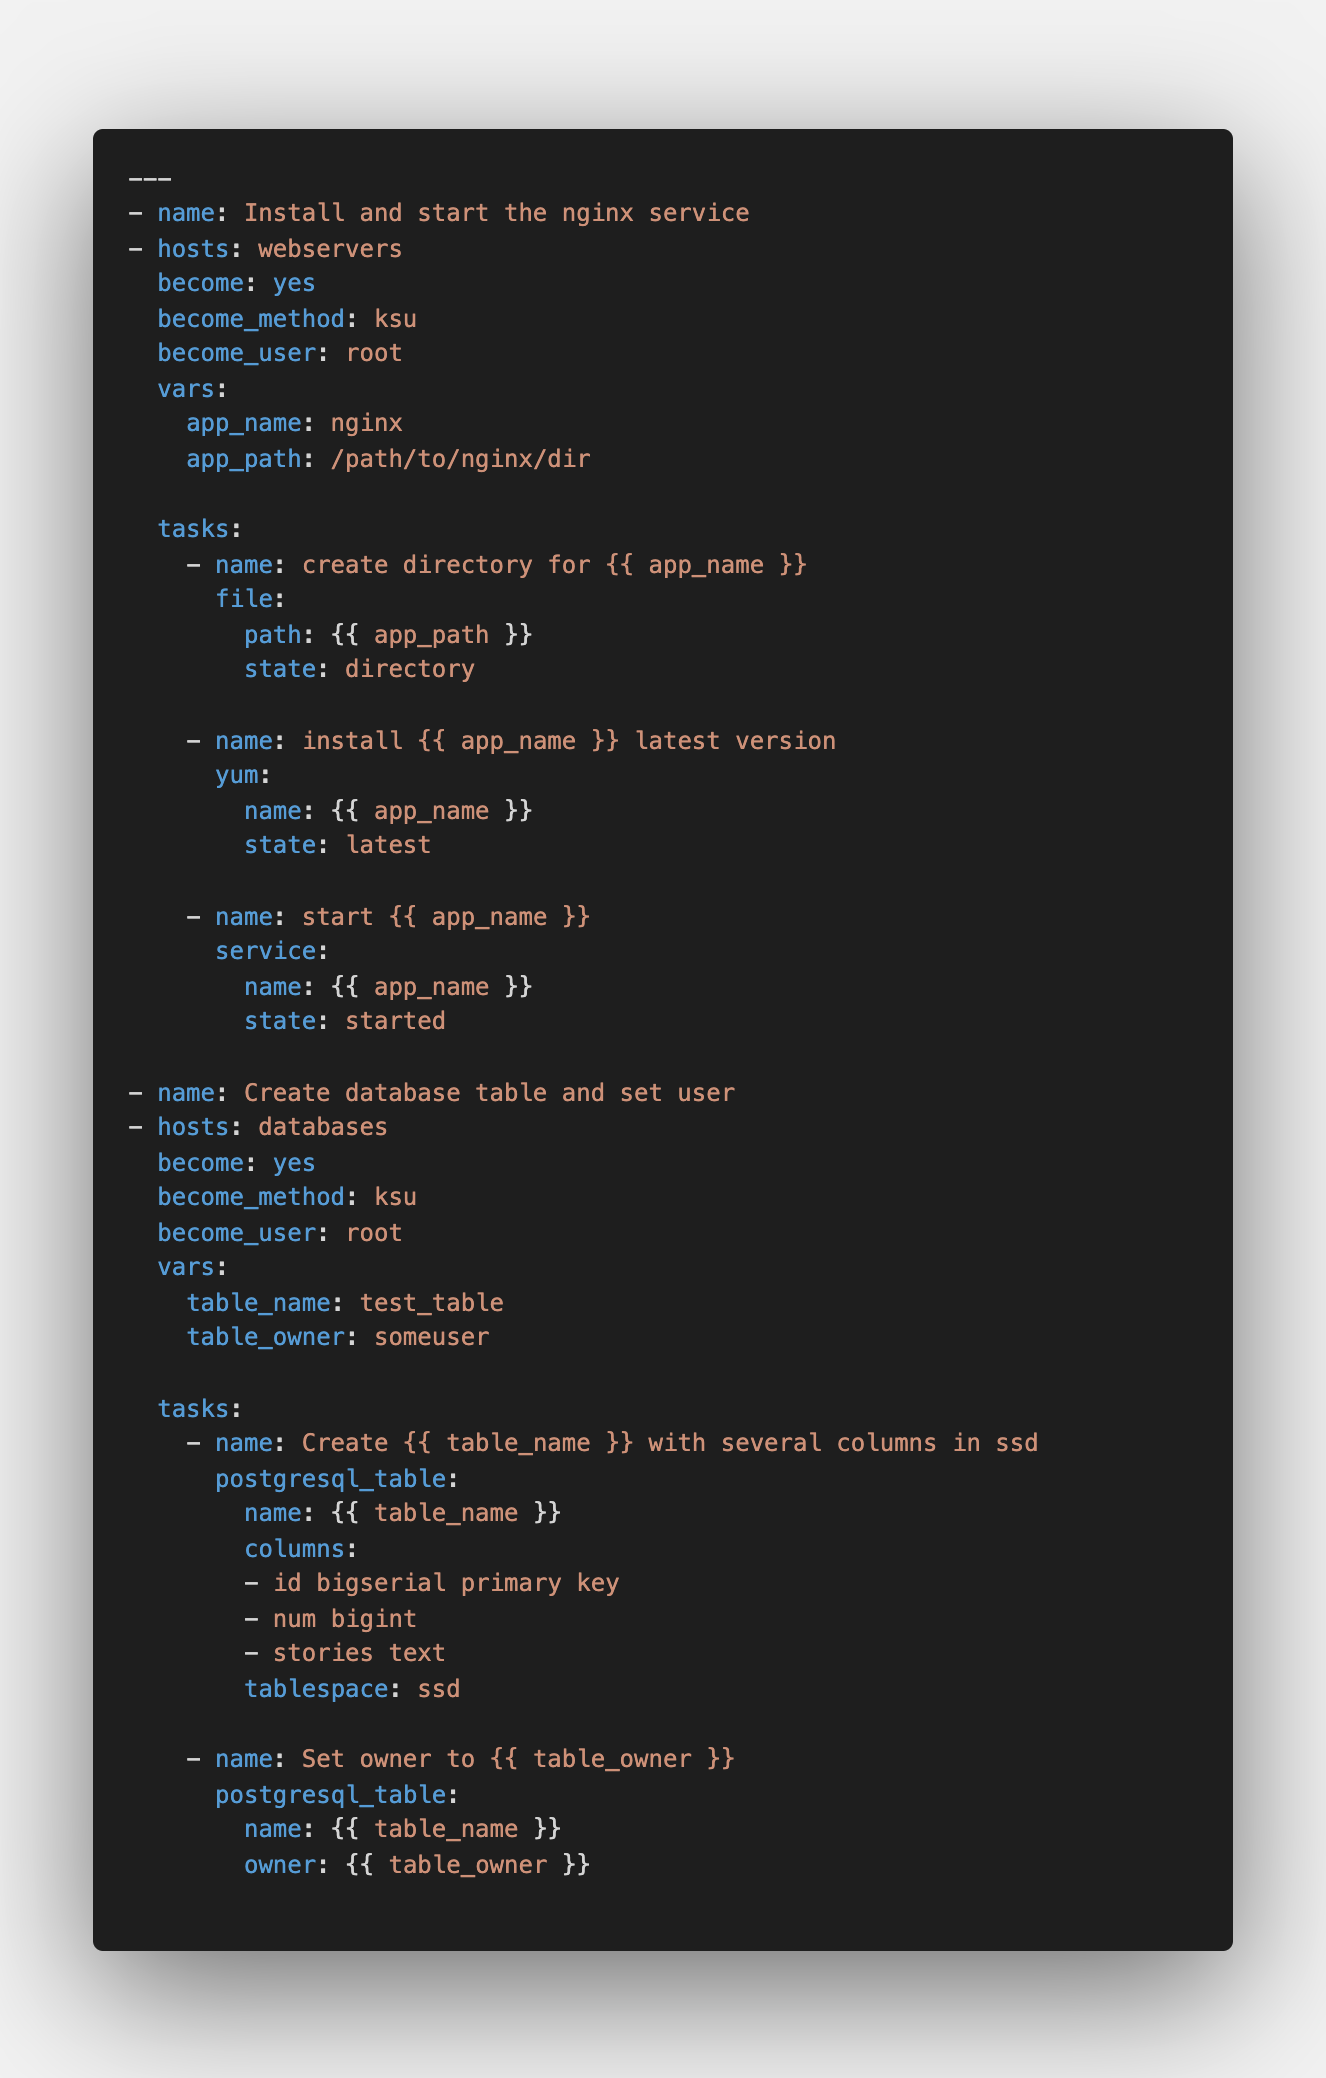 ---
- name: Install and start the nginx service
- hosts: webservers
  become: yes
  become_method: ksu
  become_user: root
  vars:
    app_name: nginx
    app_path: /path/to/nginx/dir

  tasks:
    - name: create directory for {{ app_name }}
      file:
        path: {{ app_path }}
        state: directory

    - name: install {{ app_name }} latest version
      yum:
        name: {{ app_name }}
        state: latest

    - name: start {{ app_name }}
      service:
        name: {{ app_name }}
        state: started

- name: Create database table and set user
- hosts: databases
  become: yes
  become_method: ksu
  become_user: root
  vars:
    table_name: test_table
    table_owner: someuser

  tasks:
    - name: Create {{ table_name }} with several columns in ssd
      postgresql_table:
        name: {{ table_name }}
        columns:
        - id bigserial primary key
        - num bigint
        - stories text
        tablespace: ssd

    - name: Set owner to {{ table_owner }}
      postgresql_table:
        name: {{ table_name }}
        owner: {{ table_owner }}